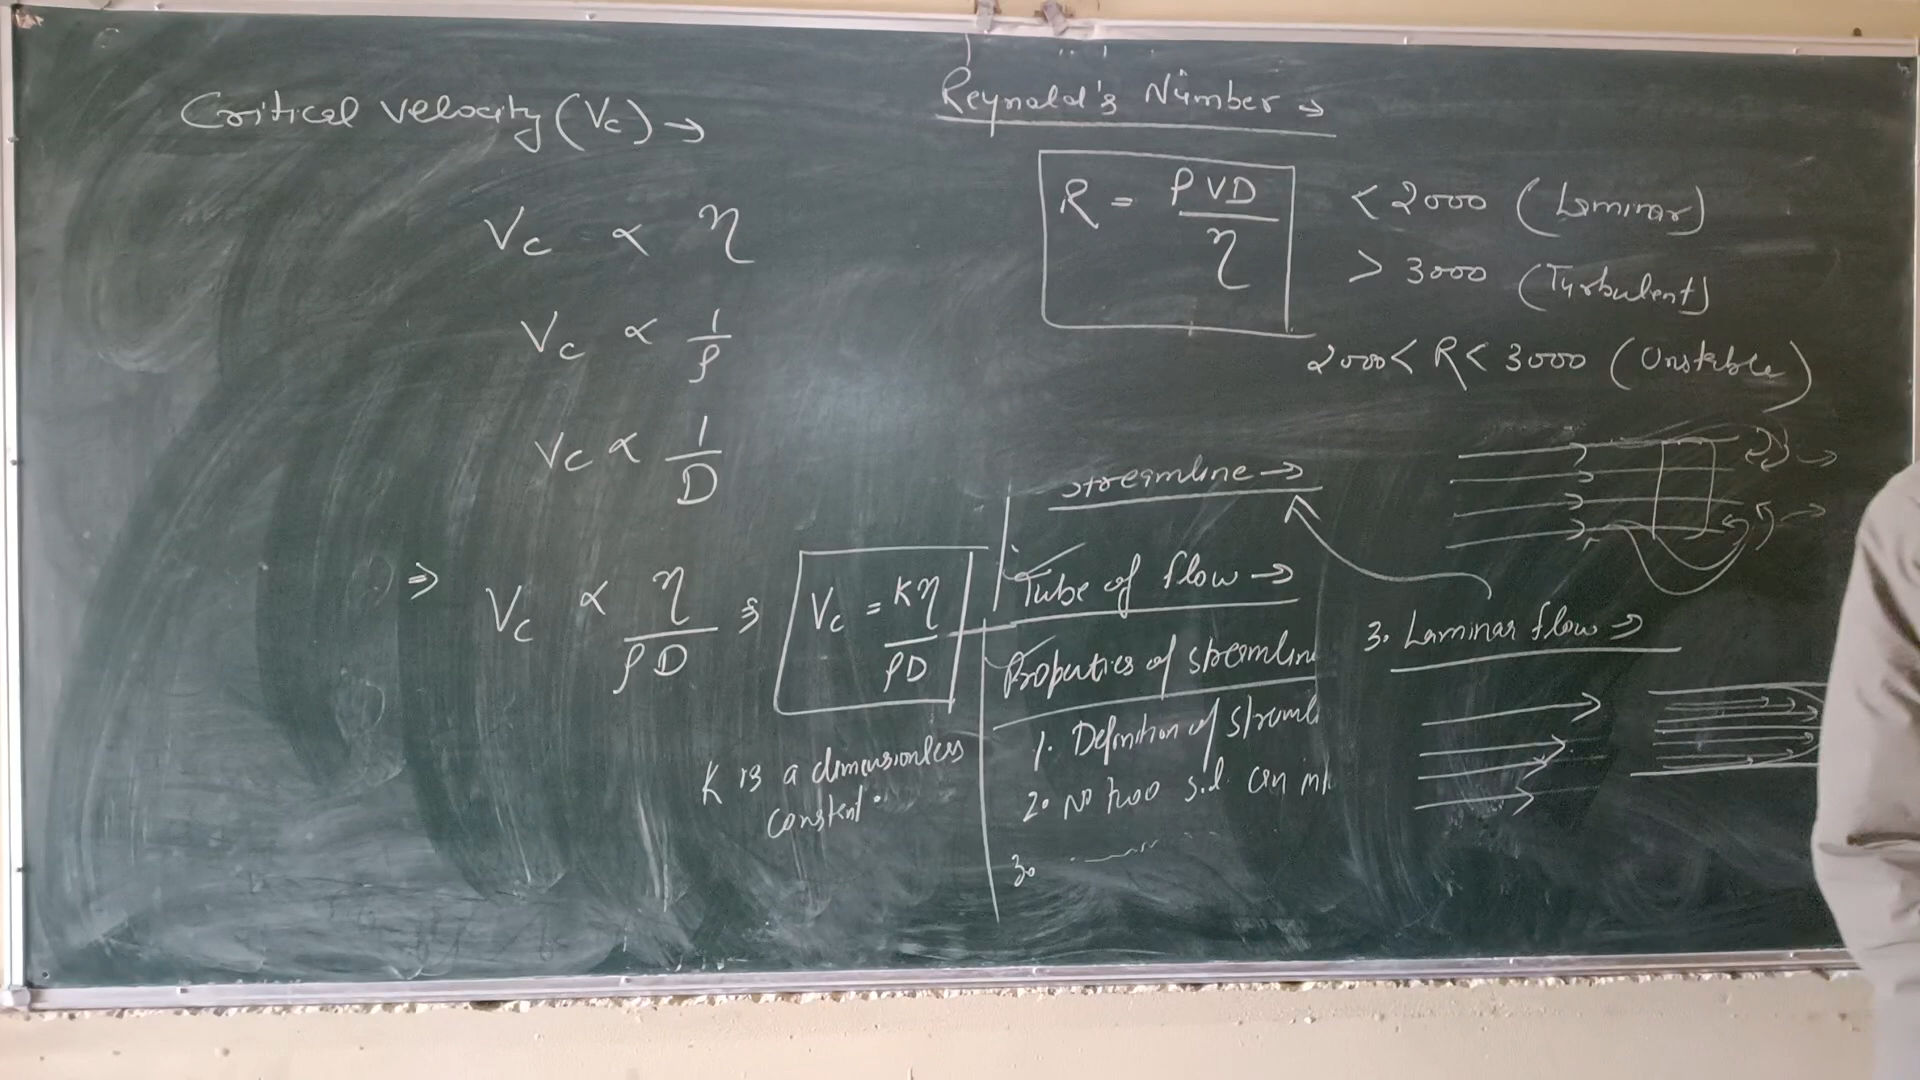 Critical velocity (Vc) →
Vc ∝ η
Vc ∝ 1/ρ
Vc ∝ 1/D
⇒ Vc ∝ η/ρD ; Vc = Kη/ρD
K is a dimensionless
constant.
Reynold's Number →
R = ρVD/η
< 2000 (Laminar)
> 3000 (Turbulent)
2000 < R < 3000 (Unstable)
streamline →
Tube of flow →
Properties of streamline
1. Definition of streaml
2. No two s.l. can int
3.
3. Laminar flow →